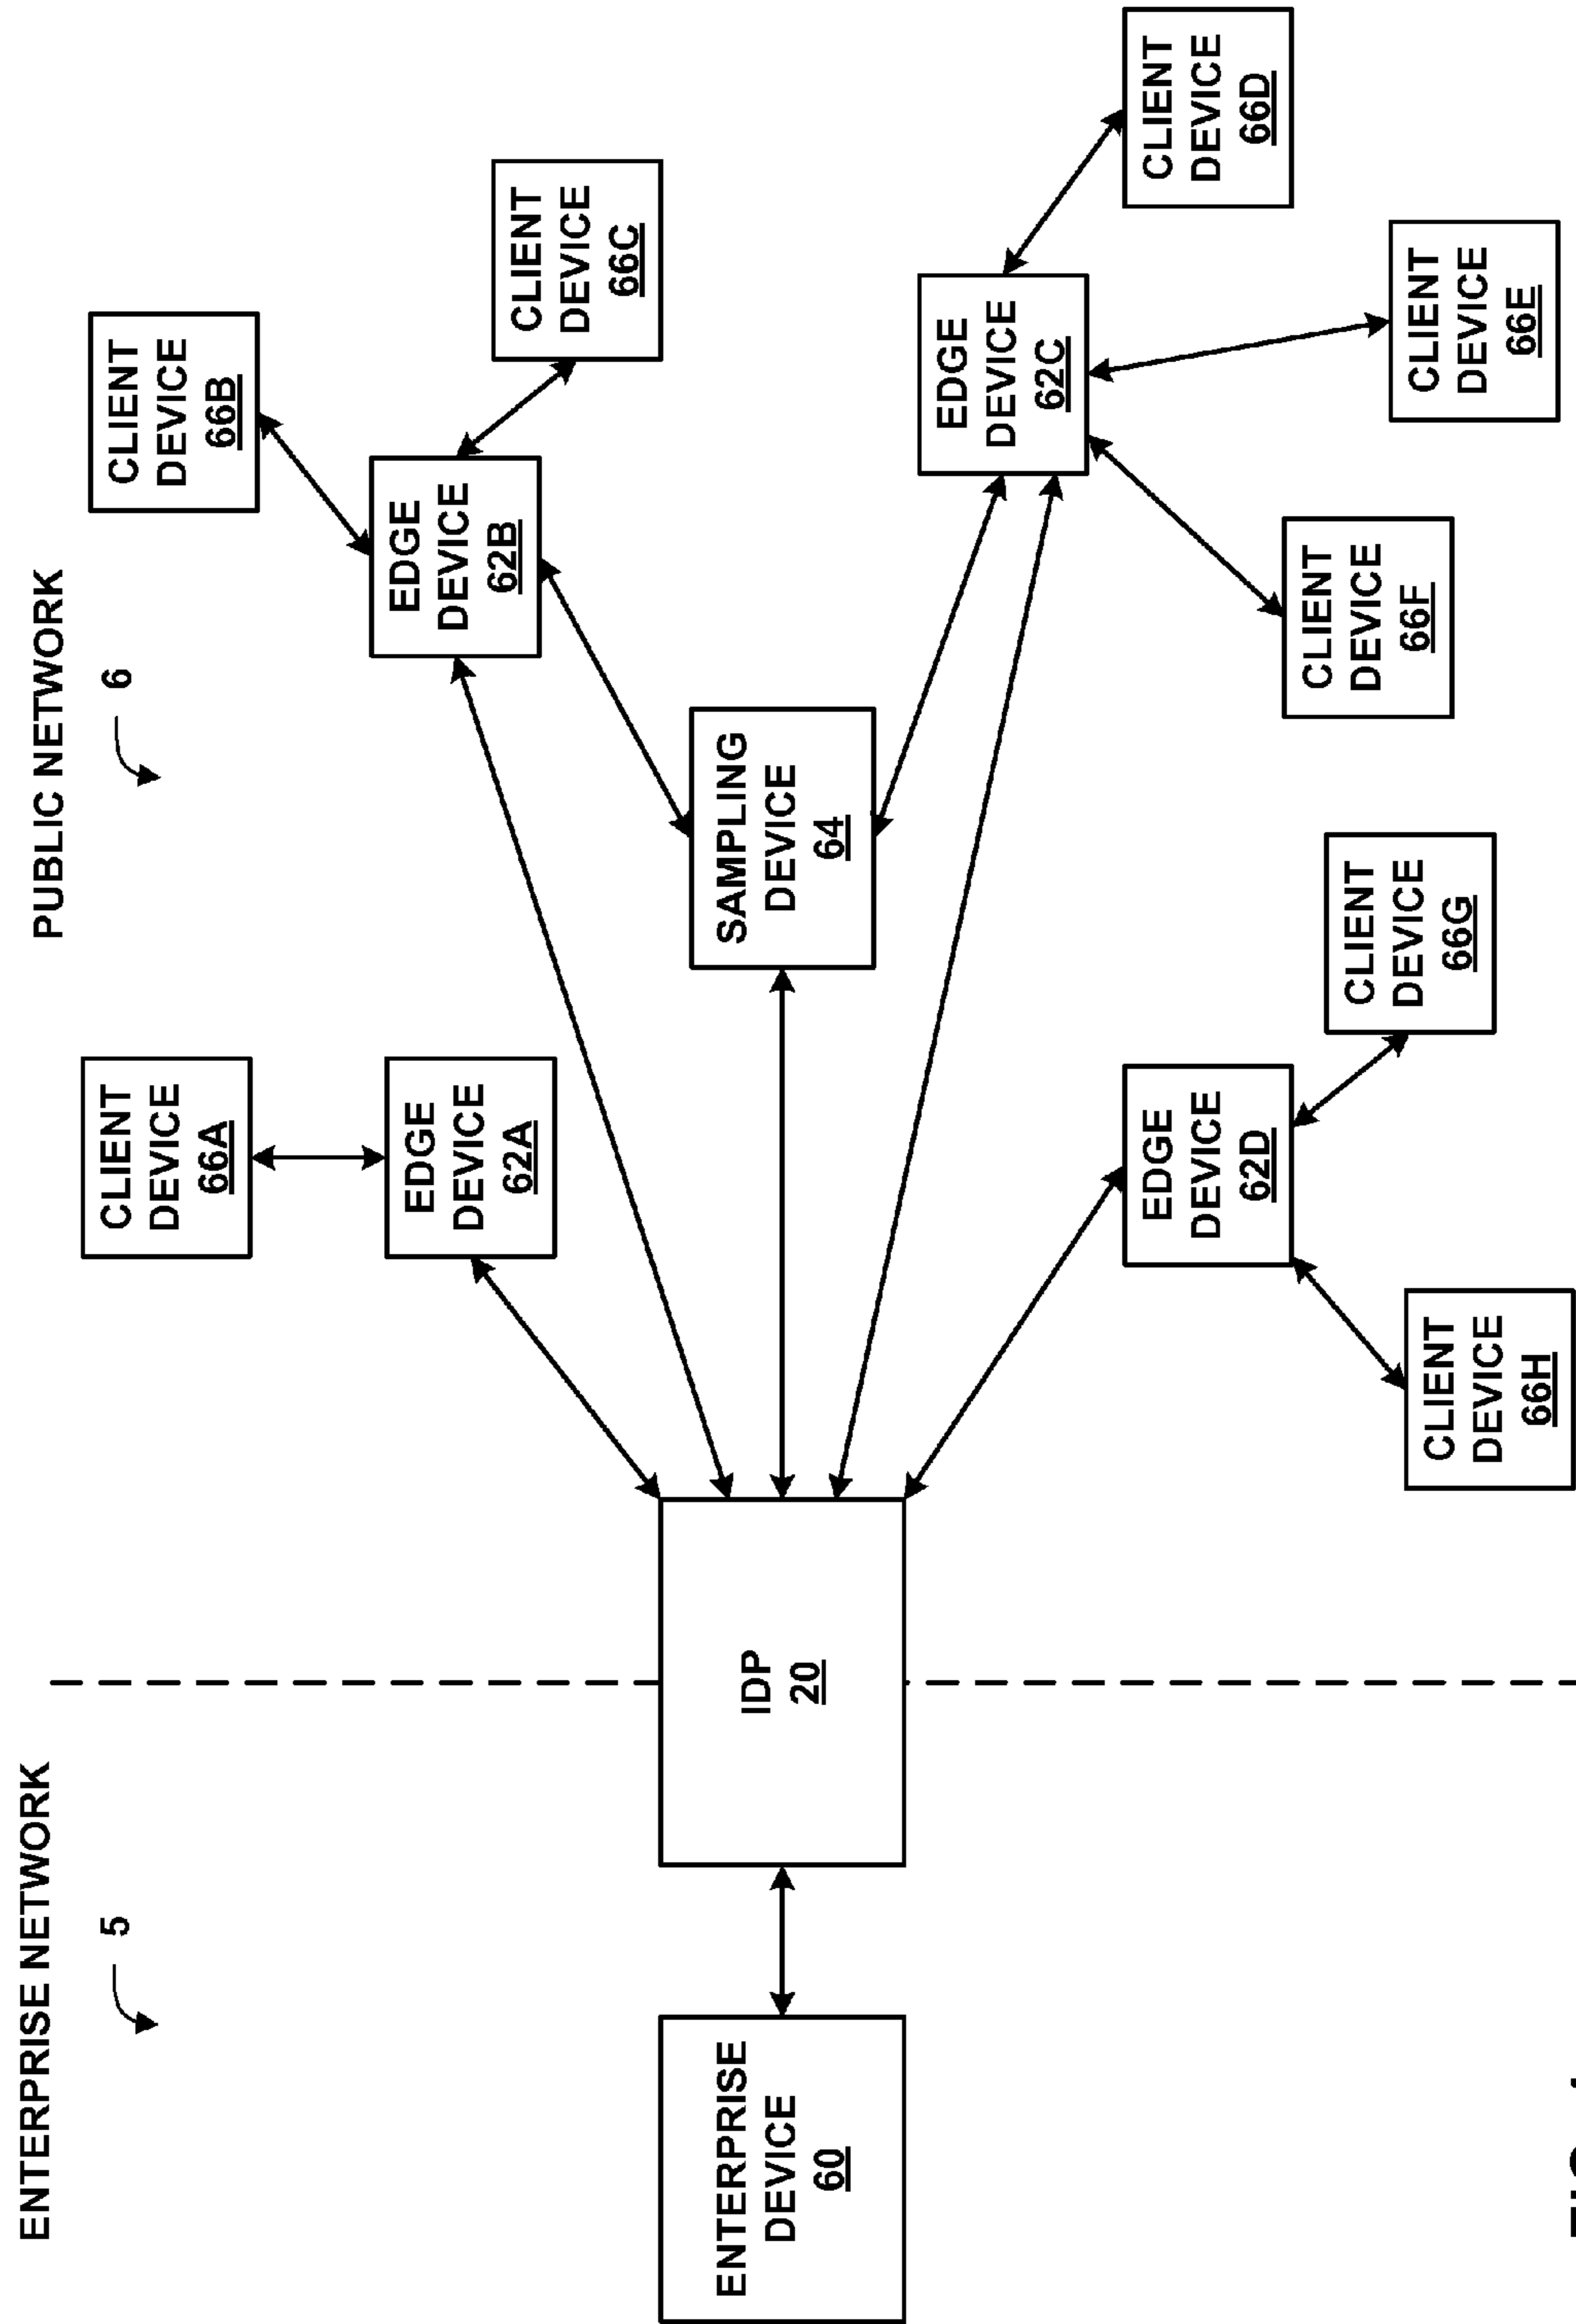 ENTERPRISE NETWORK
5
PUBLIC NETWORK
6
ENTERPRISE
DEVICE
60
IDP
20
CLIENT
DEVICE
66A
EDGE
DEVICE
62A
CLIENT
DEVICE
66B
EDGE
DEVICE
62B
CLIENT
DEVICE
66C
SAMPLING
DEVICE
64
EDGE
DEVICE
62C
CLIENT
DEVICE
66D
CLIENT
DEVICE
66E
CLIENT
DEVICE
66F
EDGE
DEVICE
62D
CLIENT
DEVICE
66G
CLIENT
DEVICE
66H